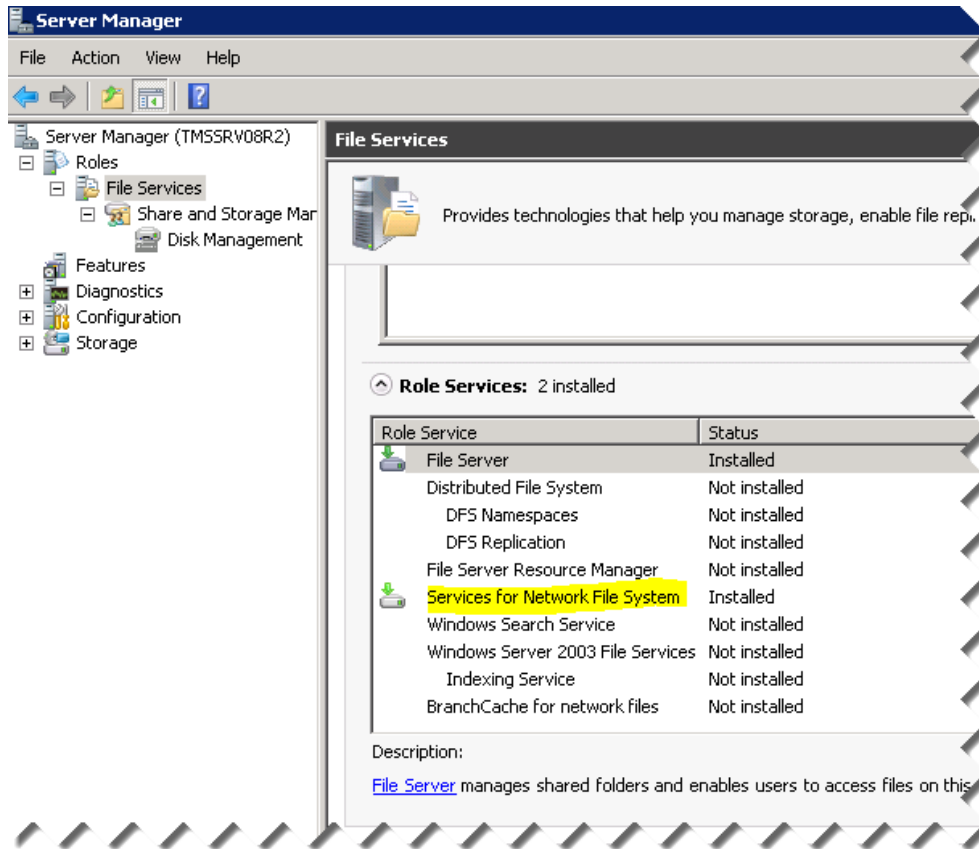 Server Manager
File Action View Help
Server Manager (TMSSRV08R2)
Roles
File Services
Share and Storage Mar
Disk Management
Features
Diagnostics
Configuration
Storage
File Services
Provides technologies that help you manage storage, enable file repl
Role Services: 2 installed
Role Service Status
File Server Installed
Distributed File System Not installed
DFS Namespaces Not installed
DFS Replication Not installed
File Server Resource Manager Not installed
Services for Network File System Installed
Windows Search Service Not installed
Windows Server 2003 File Services Not installed
Indexing Service Not installed
BranchCache for network files Not installed
Description:
File Server manages shared folders and enables users to access files on this